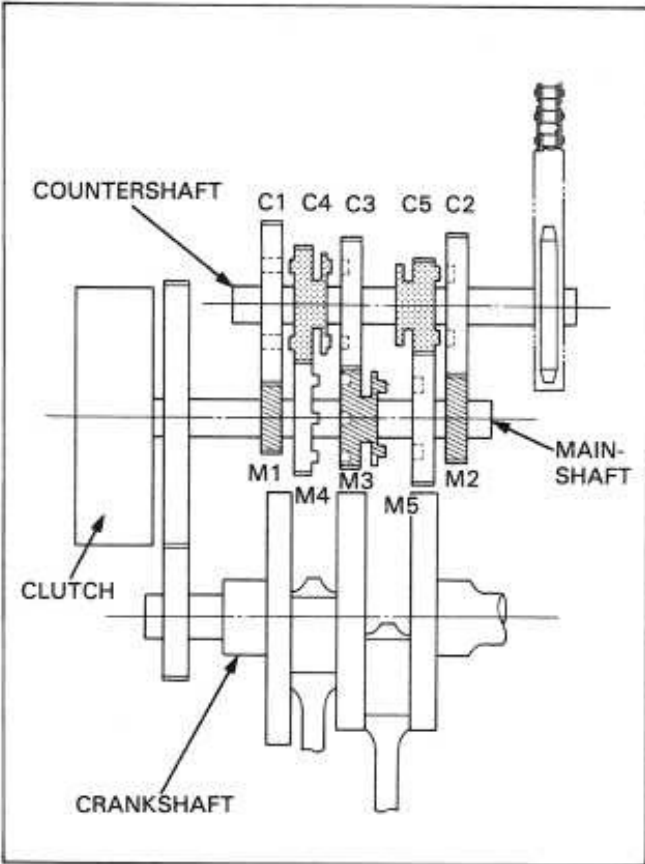 COUNTERSHAFT
C1 C4 C3 C5 C2
MAIN-
SHAFT
M1 M4 M3 M5 M2
CLUTCH
CRANKSHAFT